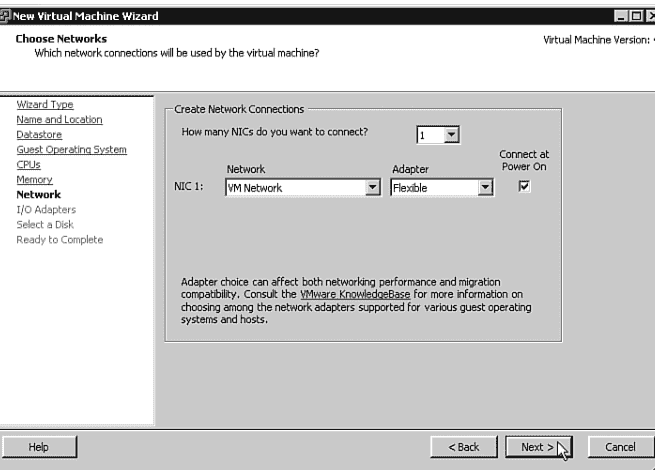 New Virtual Machine Wizard
Choose Networks
Which network connections will be used by the virtual machine?
Virtual Machine Version:
Wizard Type
Name and Location
Datastore
Guest Operating System
CPUs
Memory
Network
I/O Adapters
Select a Disk
Ready to Complete
Create Network Connections
How many NICs do you want to connect?
1
Network
Adapter
Connect at
Power On
NIC 1:
VM Network
Flexible
Adapter choice can affect both networking performance and migration
compatibility. Consult the VMware KnowledgeBase for more information on
choosing among the network adapters supported for various guest operating
systems and hosts.
Help
< Back
Next >
Cancel